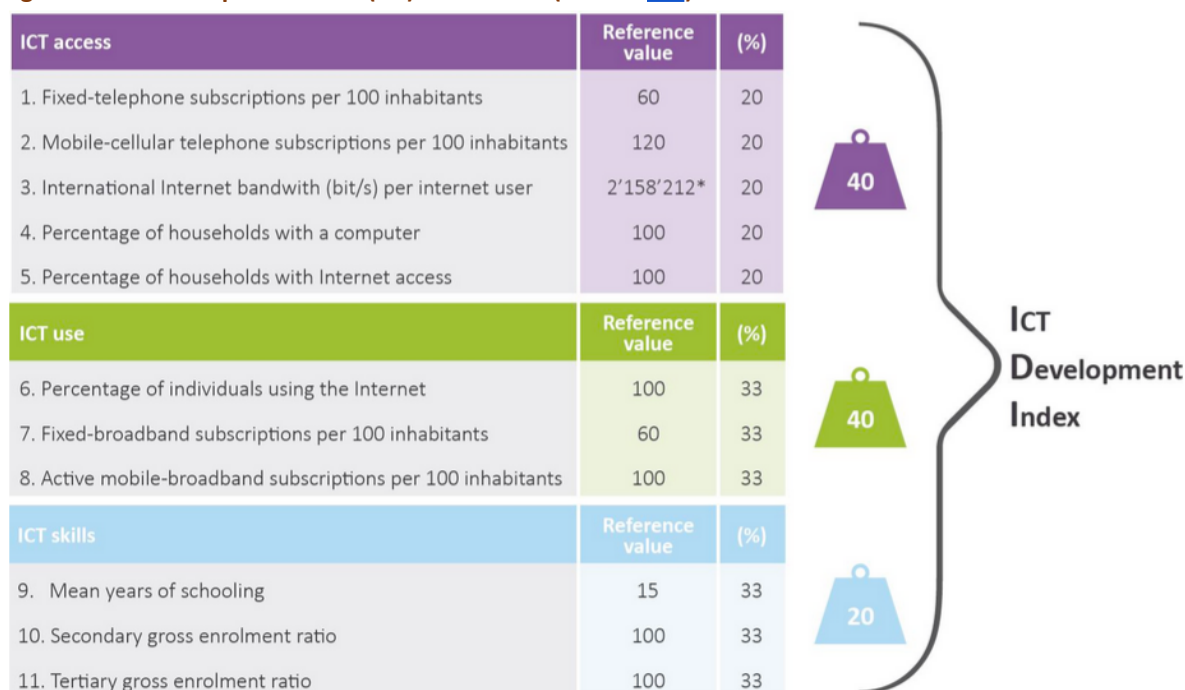 ICT access Reference value (%)
1. Fixed-telephone subscriptions per 100 inhabitants 60 20
2. Mobile-cellular telephone subscriptions per 100 inhabitants 120 20
3. International Internet bandwith (bit/s) per internet user 2’158’212* 20
4. Percentage of households with a computer 100 20
5. Percentage of households with Internet access 100 20
40
ICT use Reference value (%)
6. Percentage of individuals using the Internet 100 33
7. Fixed-broadband subscriptions per 100 inhabitants 60 33
8. Active mobile-broadband subscriptions per 100 inhabitants 100 33
40
ICT skills Reference value (%)
9. Mean years of schooling 15 33
10. Secondary gross enrolment ratio 100 33
11. Tertiary gross enrolment ratio 100 33
20
ICT
Development
Index